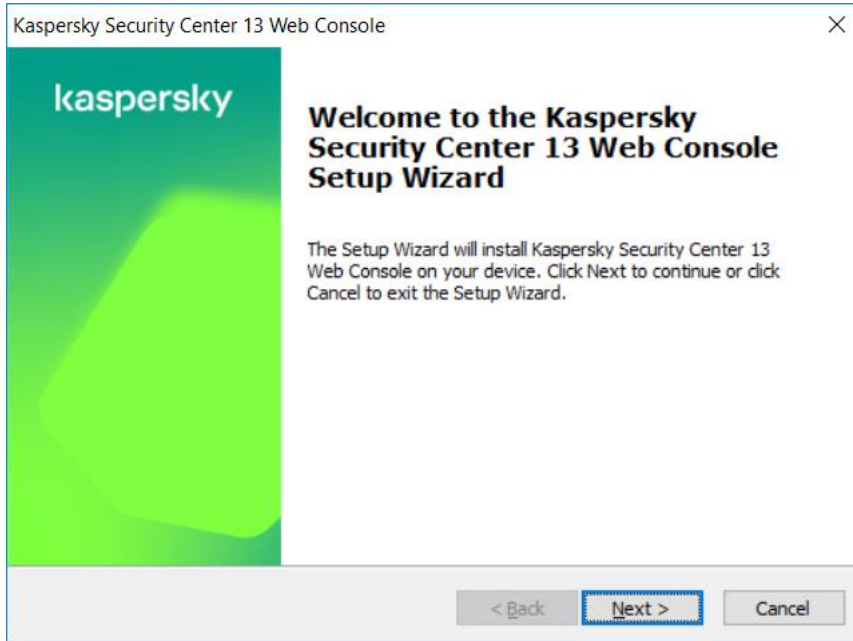 Kaspersky Security Center 13 Web Console
kaspersky
Welcome to the Kaspersky
Security Center 13 Web Console
Setup Wizard
The Setup Wizard will install Kaspersky Security Center 13
Web Console on your device. Click Next to continue or click
Cancel to exit the Setup Wizard.
< Back Next > Cancel